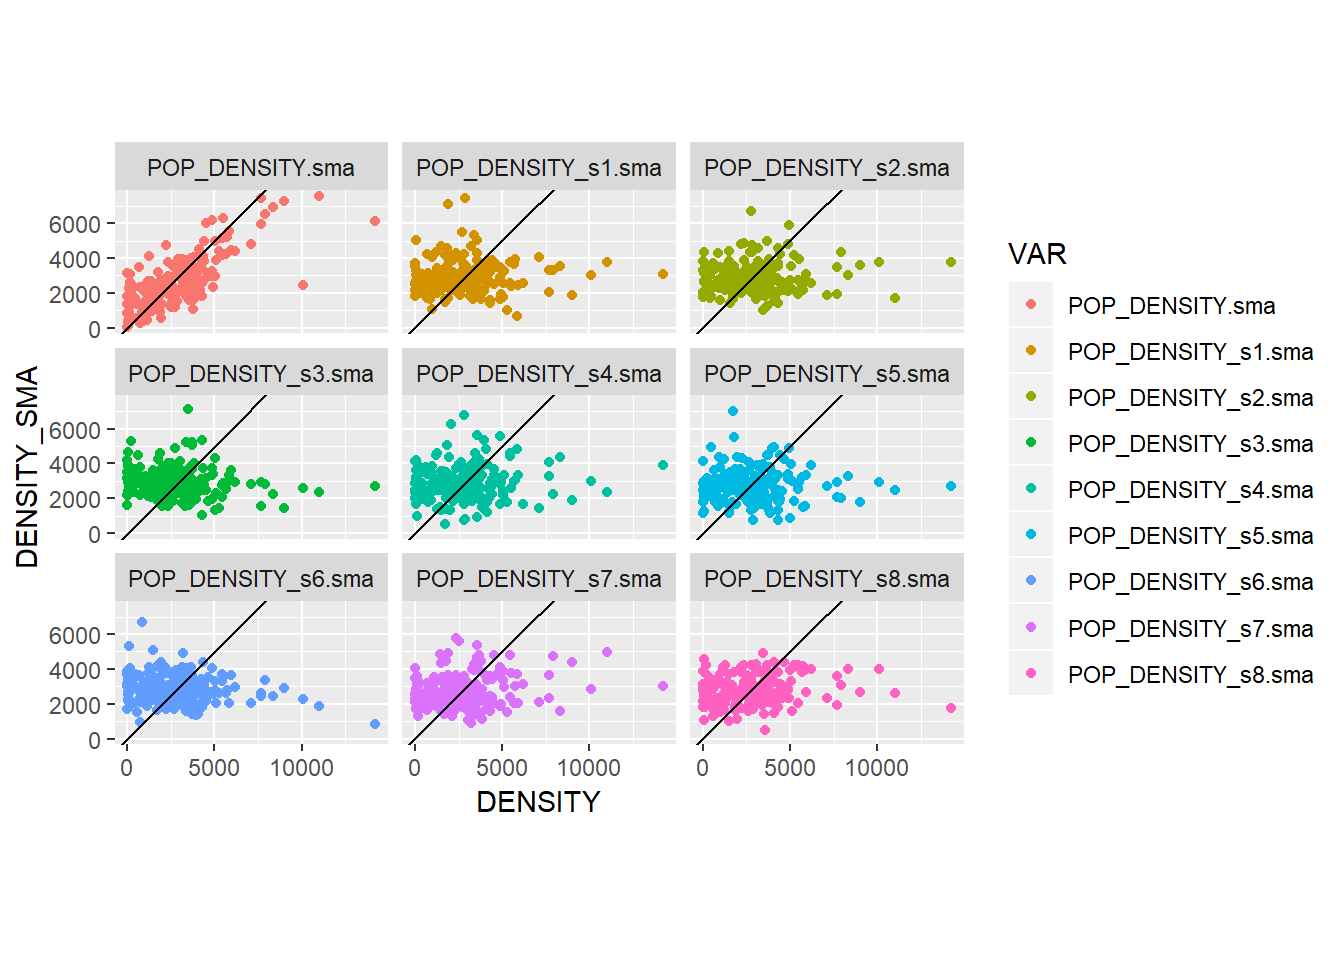 POP_DENSITY.sma POP_DENSITY_s1.sma POP_DENSITY_s2.sma
6000
4000
2000
0
POP_DENSITY_s3.sma POP_DENSITY_s4.sma POP_DENSITY_s5.sma
6000
4000
2000
0
POP_DENSITY_s6.sma POP_DENSITY_s7.sma POP_DENSITY_s8.sma
6000
4000
2000
0
0 5000 10000 0 5000 10000 0 5000 10000
DENSITY
DENSITY_SMA
VAR
POP_DENSITY.sma
POP_DENSITY_s1.sma
POP_DENSITY_s2.sma
POP_DENSITY_s3.sma
POP_DENSITY_s4.sma
POP_DENSITY_s5.sma
POP_DENSITY_s6.sma
POP_DENSITY_s7.sma
POP_DENSITY_s8.sma